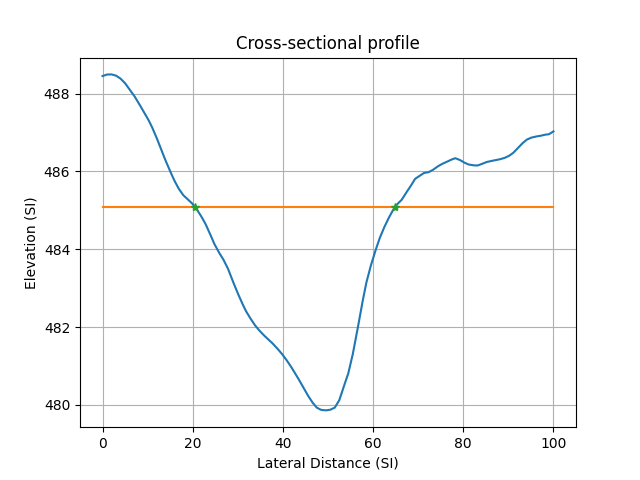 Cross-sectional profile
488
486
484
482
480
Elevation (SI)
0 20 40 60 80 100
Lateral Distance (SI)